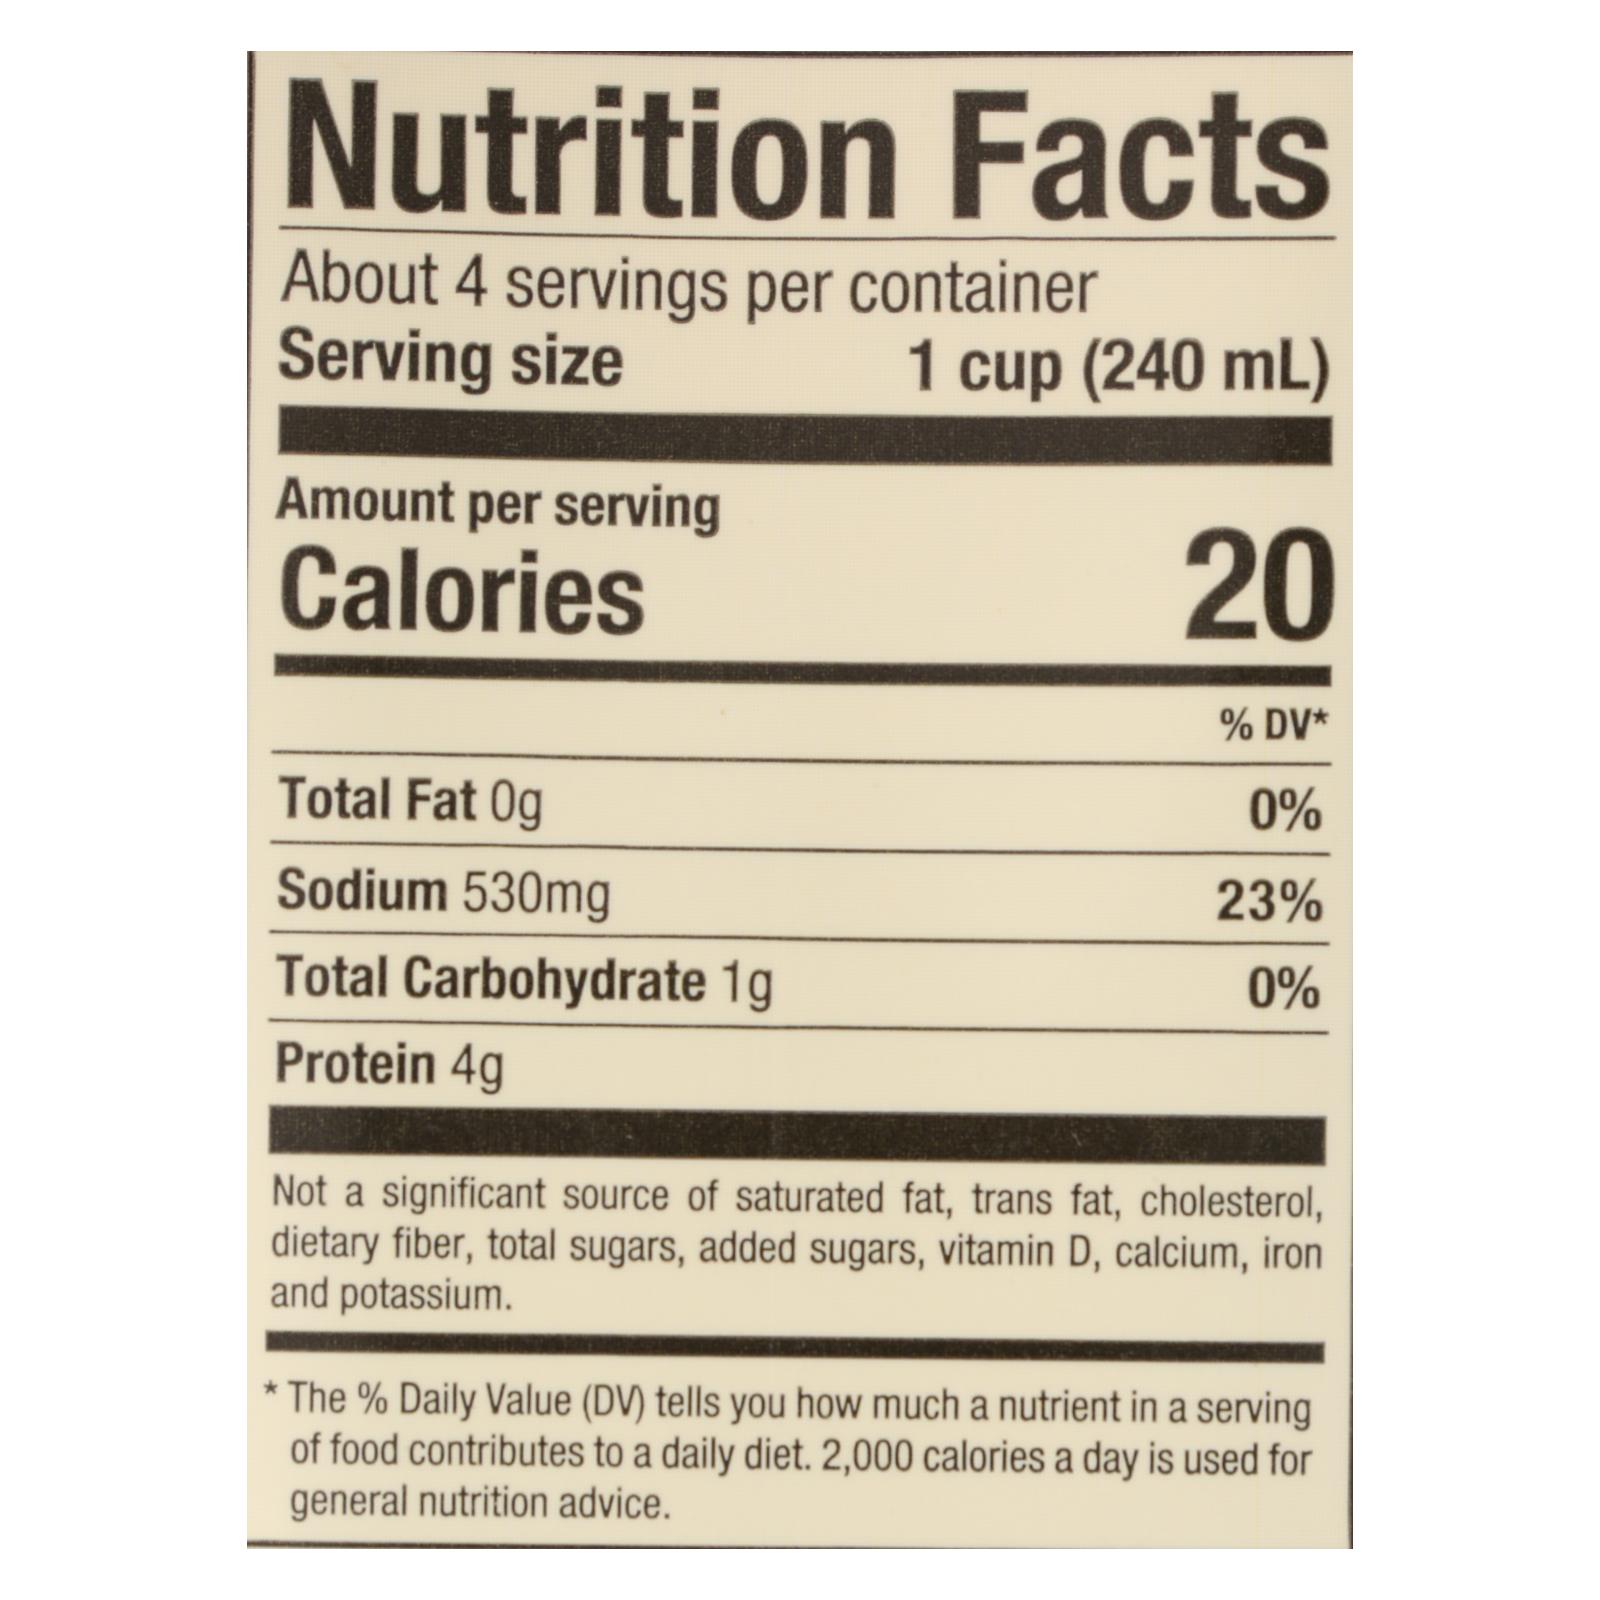 Nutrition Facts
About 4 servings per container
Serving size 1 cup (240 mL)
Amount per serving
Calories 20
% DV*
Total Fat 0g 0%
Sodium 530mg 23%
Total Carbohydrate 1g 0%
Protein 4g
Not a significant source of saturated fat, trans fat, cholesterol,
dietary fiber, total sugars, added sugars, vitamin D, calcium, iron
and potassium.
* The % Daily Value (DV) tells you how much a nutrient in a serving
of food contributes to a daily diet. 2,000 calories a day is used for
general nutrition advice.